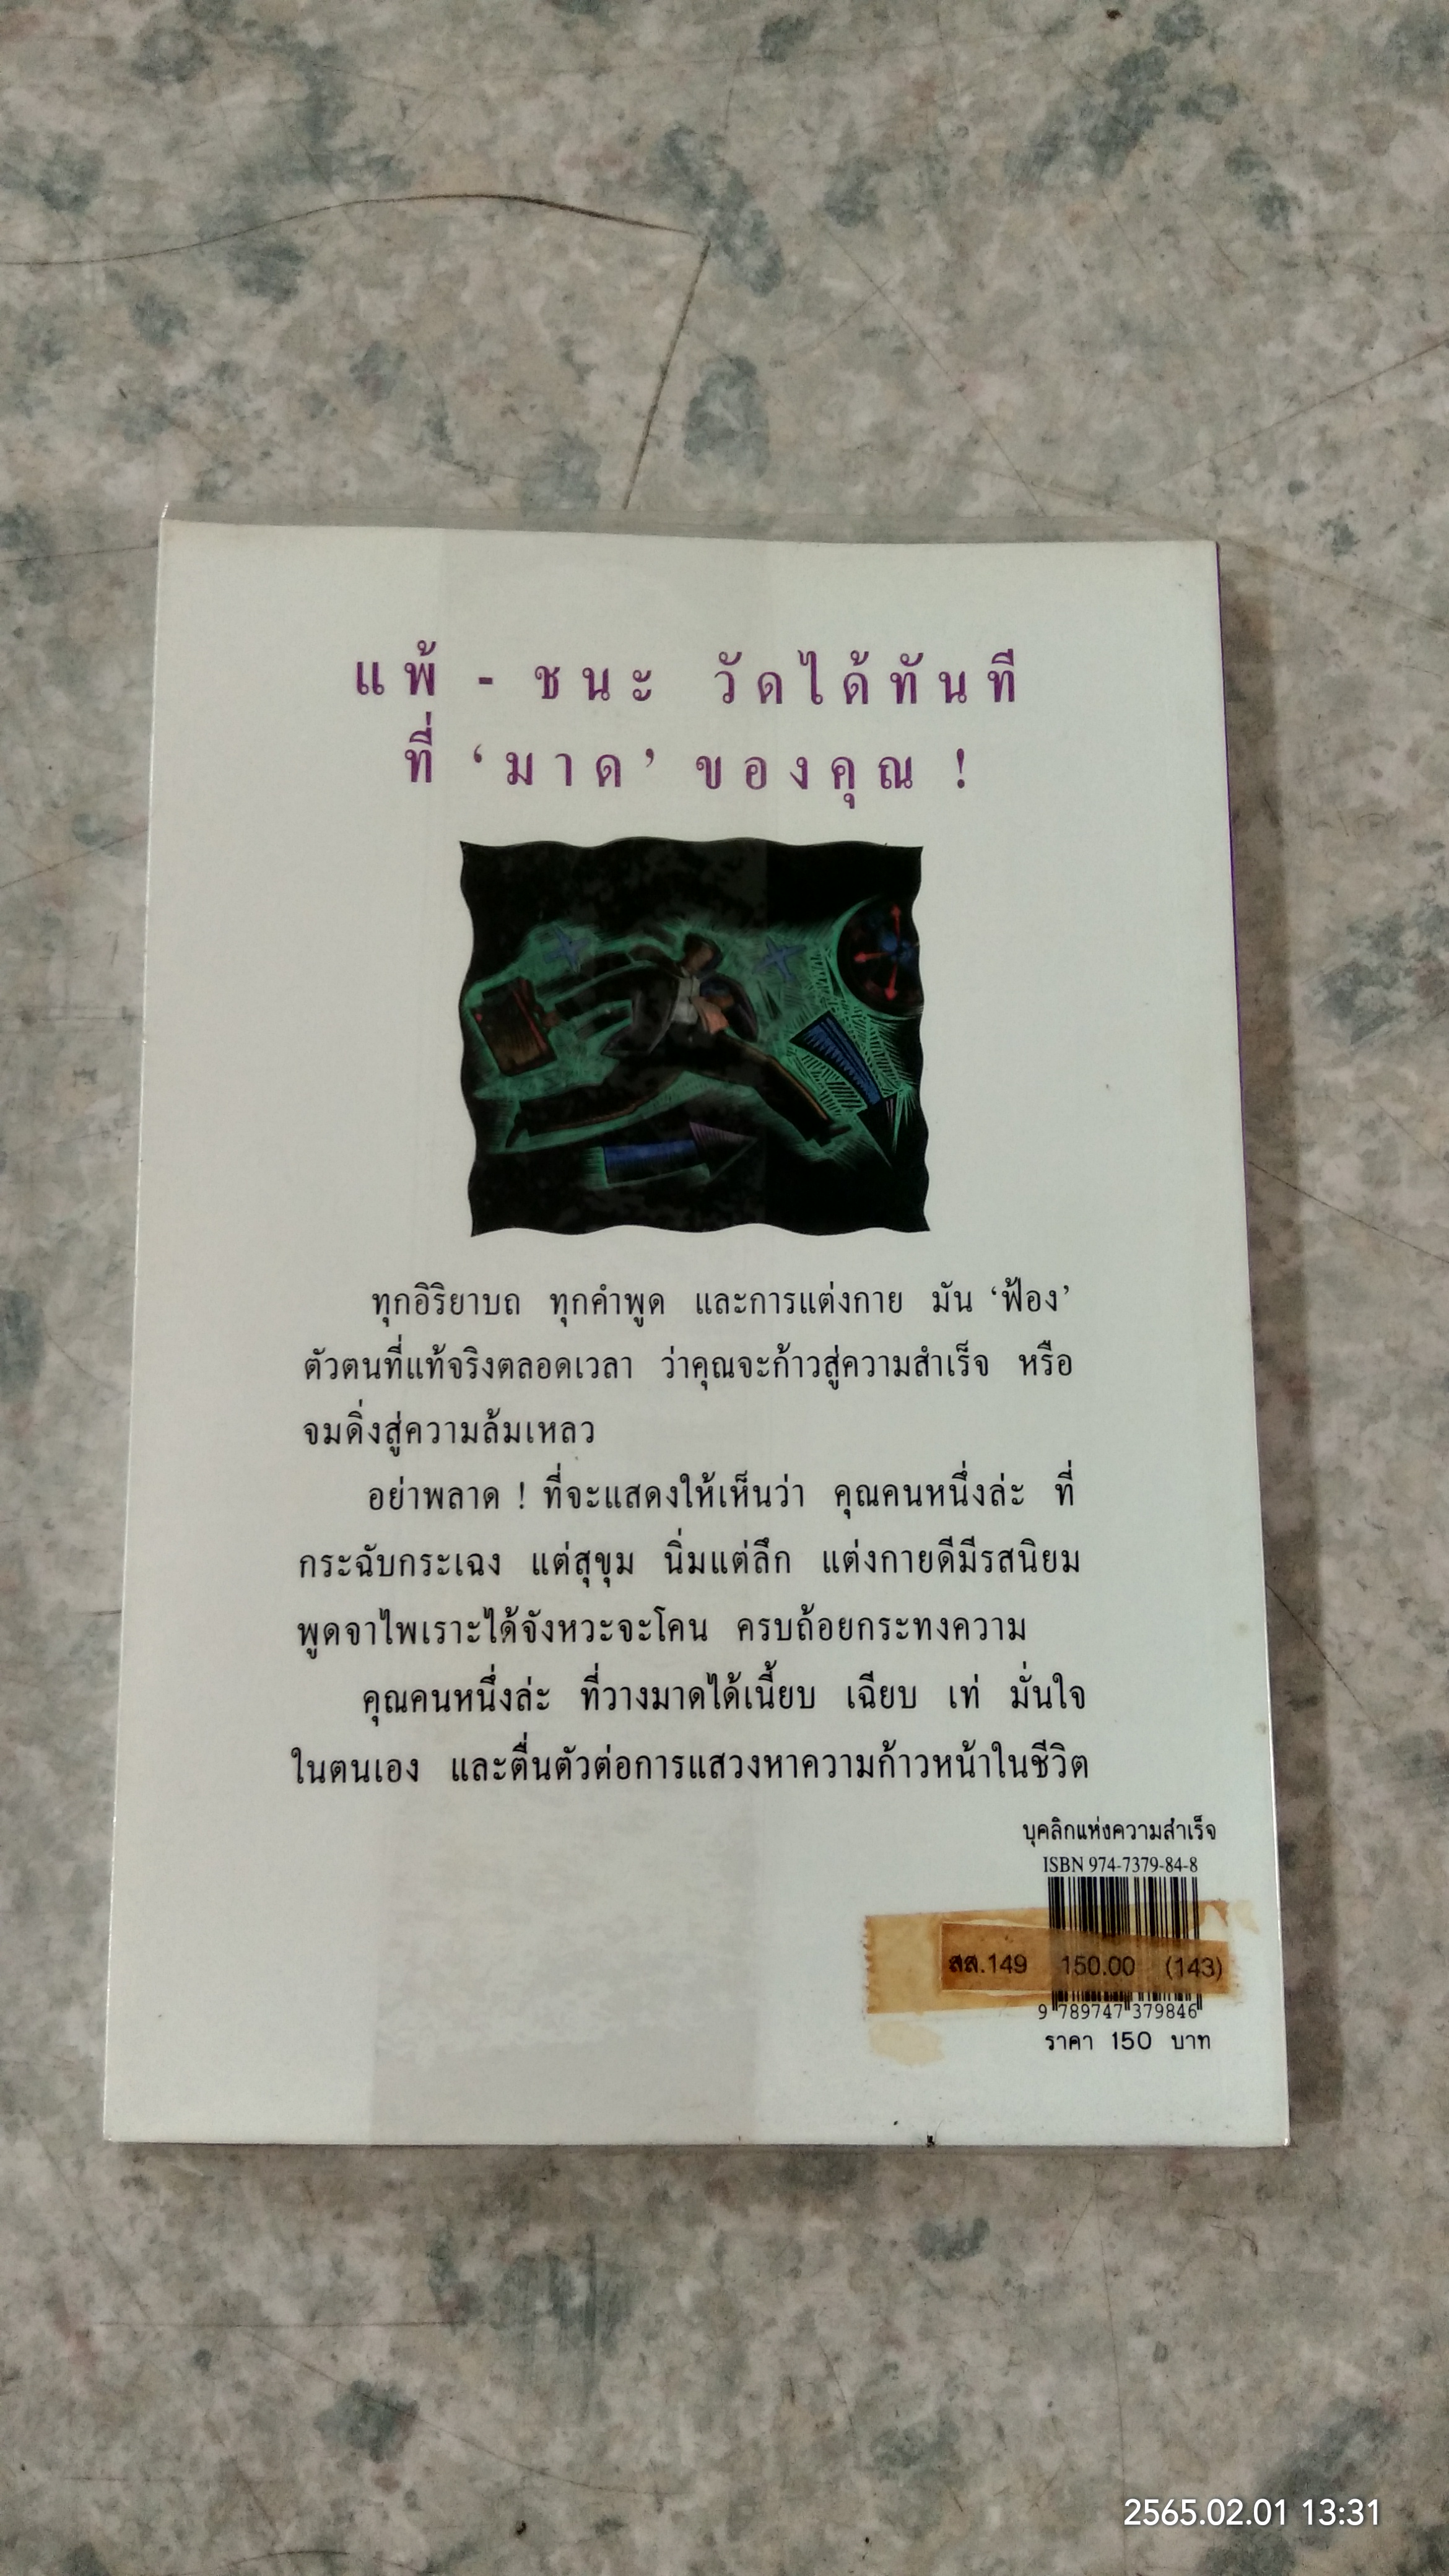 แพ้ - ชนะ วัดได้ทันที
ที่ ‘มาด’ ของคุณ !
ทุกอิริยาบถ ทุกคำพูด และการแต่งกาย มัน ‘ฟ้อง’
ตัวตนที่แท้จริงตลอดเวลา ว่าคุณจะก้าวสู่ความสำเร็จ หรือ
จมดิ่งสู่ความล้มเหลว
อย่าพลาด ! ที่จะแสดงให้เห็นว่า คุณคนหนึ่งล่ะ ที่
กระฉับกระเฉง แต่สุขุม นิ่มแต่ลึก แต่งกายดีมีรสนิยม
พูดจาไพเราะได้จังหวะจะโคน ครบถ้อยกระทงความ
คุณคนหนึ่งล่ะ ที่วางมาดได้เนี้ยบ เฉียบ เท่ มั่นใจ
ในตนเอง และตื่นตัวต่อการแสวงหาความก้าวหน้าในชีวิต
บุคลิกแห่งความสำเร็จ
ISBN 974-7379-84-8
สส.149 150.00 (143)
9 789747 379846
ราคา 150 บาท
2565.02.01 13:31